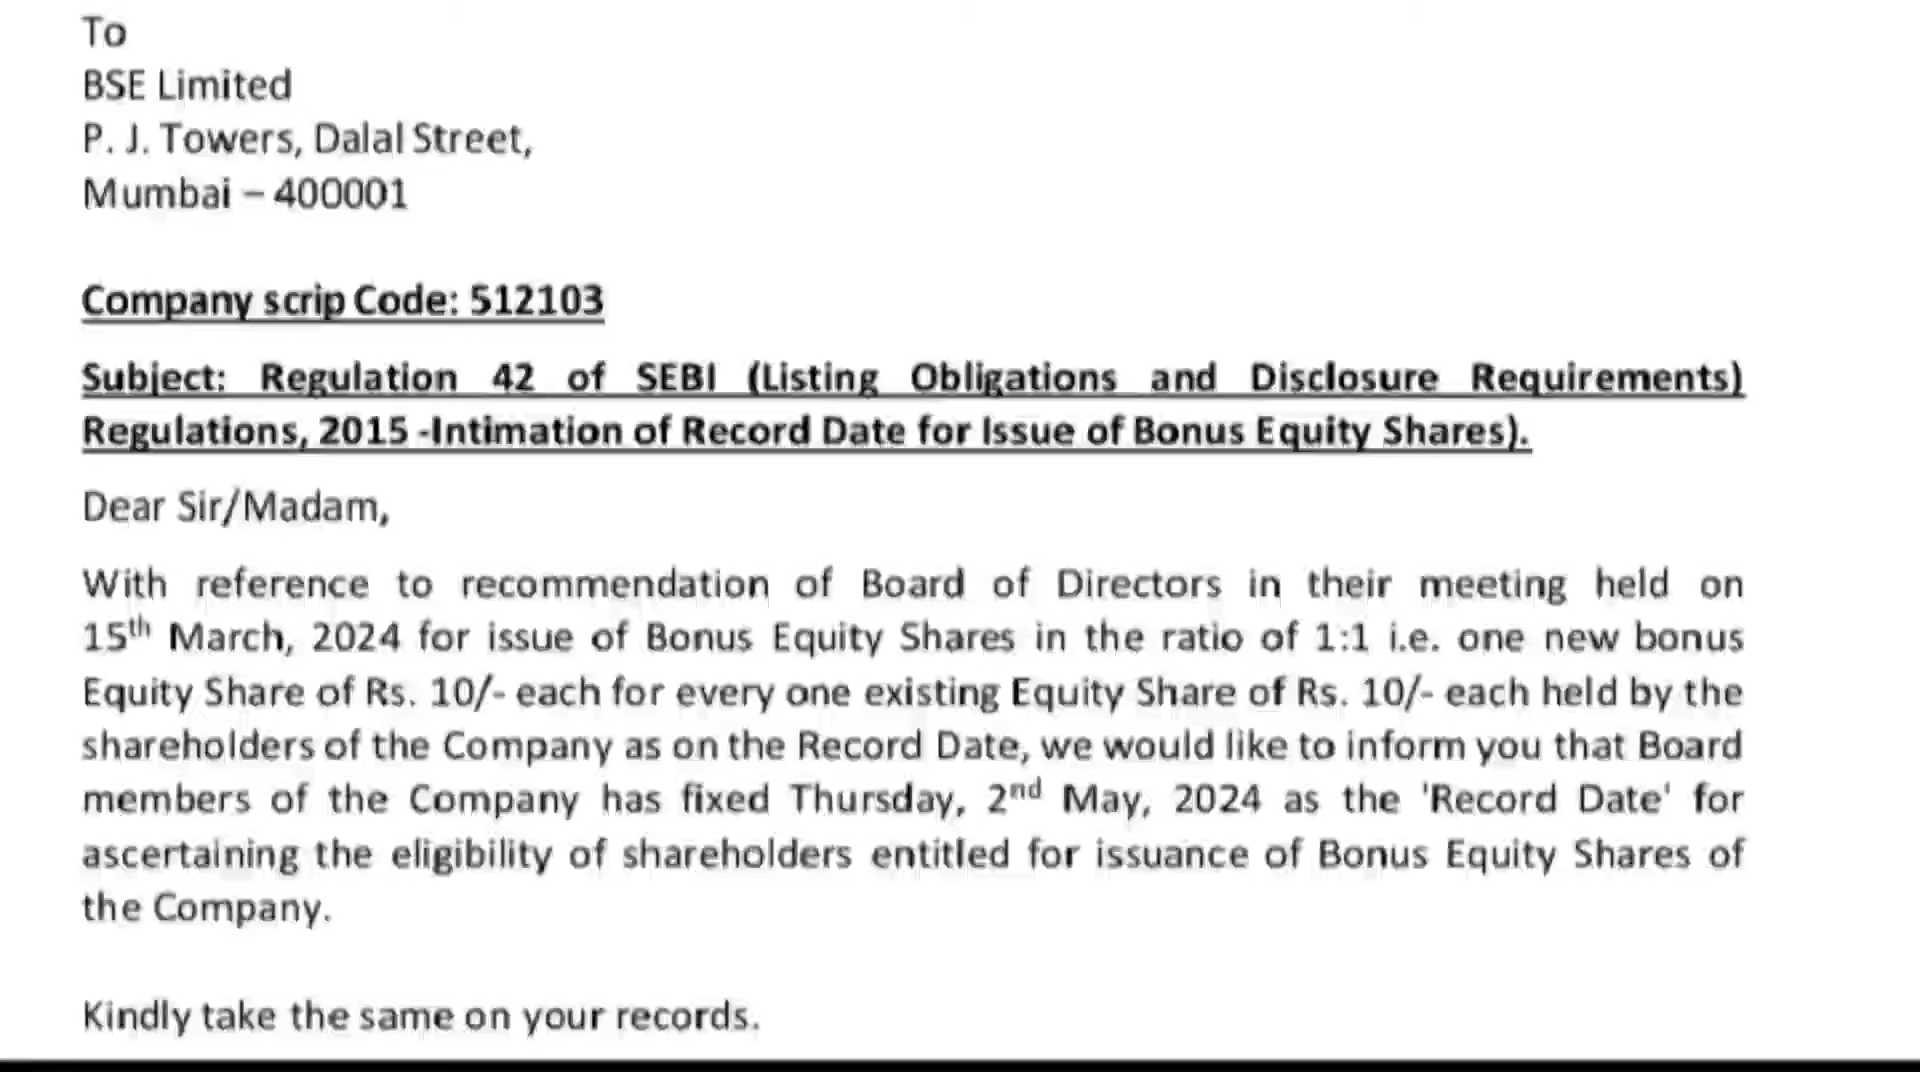 To
BSE Limited
P. J. Towers, Dalal Street,
Mumbai – 400001
Company scrip Code: 512103
Subject: Regulation 42 of SEBI (Listing Obligations and Disclosure Requirements)
Regulations, 2015 -Intimation of Record Date for Issue of Bonus Equity Shares).
Dear Sir/Madam,
With reference to recommendation of Board of Directors in their meeting held on
15th March, 2024 for issue of Bonus Equity Shares in the ratio of 1:1 i.e. one new bonus
Equity Share of Rs. 10/- each for every one existing Equity Share of Rs. 10/- each held by the
shareholders of the Company as on the Record Date, we would like to inform you that Board
members of the Company has fixed Thursday, 2nd May, 2024 as the 'Record Date' for
ascertaining the eligibility of shareholders entitled for issuance of Bonus Equity Shares of
the Company.
Kindly take the same on your records.